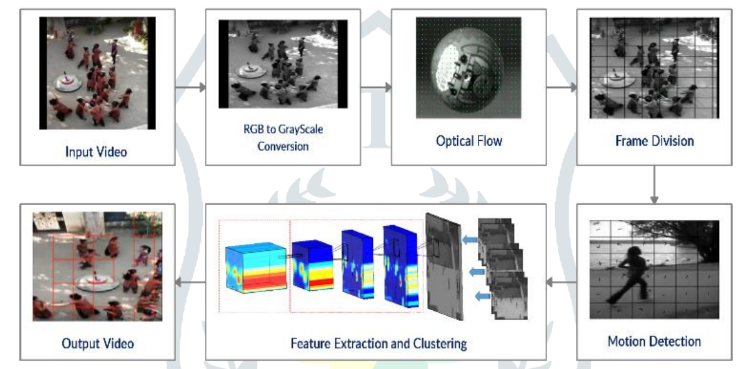 Input Video
RGB to GrayScale
Conversion
Optical Flow
Frame Division
Output Video
Feature Extraction and Clustering
Motion Detection